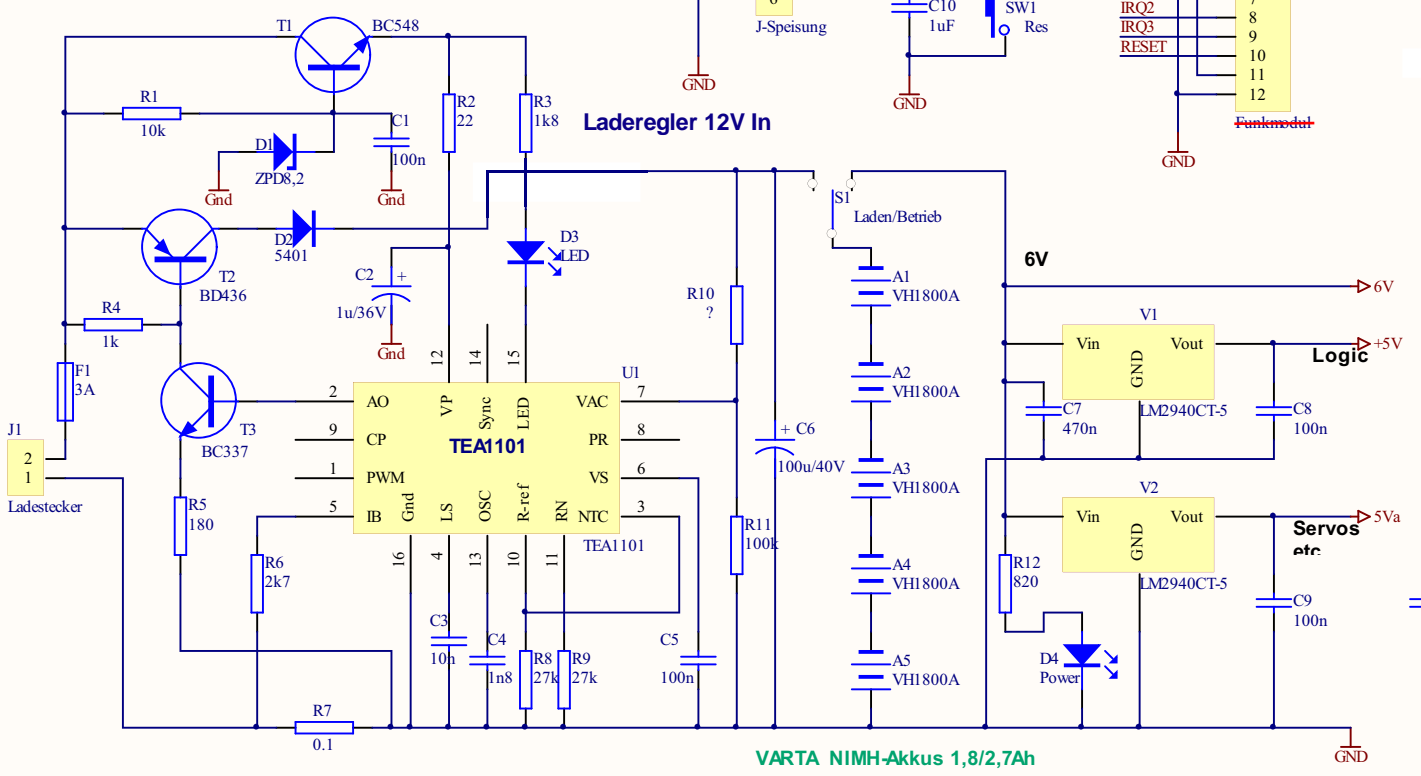 6
J-Speisung
GND
C10
1uF
SW1
Res
GND
IRQ2
IRQ3
RESET
7
8
9
10
11
12
Funkmodul
GND
T1
BC548
R1
10k
D1
ZPD8,2
Gnd
C1
100n
Gnd
R2
22
R3
1k8
Laderegler 12V In
D2
5401
T2
BD436
R4
1k
F1
3A
C2
+
1u/36V
Gnd
D3
LED
R10
?
S1
Laden/Betrieb
T3
BC337
J1
2
1
Ladestecker
R5
180
R6
2k7
R7
0.1
12
14
15
U1
2
AO
9
CP
1
PWM
5
IB
VP
Sync
LED
TEA1101
VAC
7
PR
8
VS
6
NTC
3
Gnd
LS
OSC
R-ref
RN
TEA1101
16
4
13
10
11
C3
10n
C4
1n8
R8
27k
R9
27k
C5
100n
R11
100k
+
C6
100u/40V
A1
VH1800A
A2
VH1800A
A3
VH1800A
A4
VH1800A
A5
VH1800A
6V
6V
V1
Vin
Vout
GND
LM2940CT-5
+5V
Logic
C7
470n
C8
100n
V2
Vin
Vout
GND
LM2940CT-5
5Va
Servos
etc
R12
820
D4
Power
C9
100n
GND
VARTA NIMH-Akkus 1,8/2,7Ah